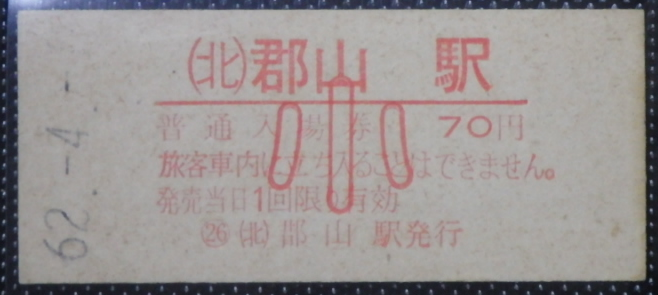 ㈫郡山駅
普通入場券 70円
旅客車内に立ち入ることはできません。
発売当日1回限り有効
㉖(北)郡山駅発行
小
62.-4.-